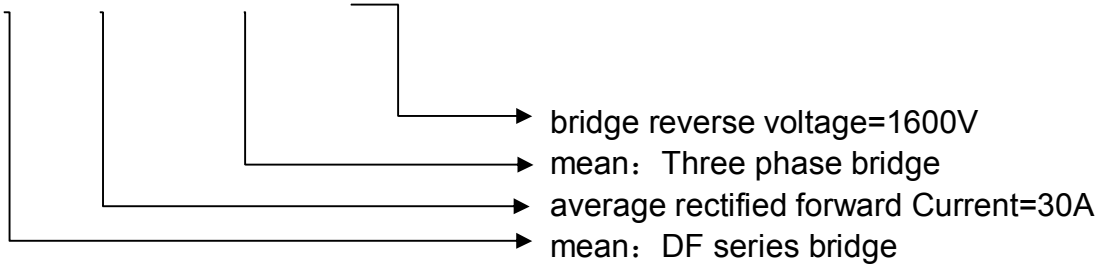 bridge reverse voltage=1600V
mean：Three phase bridge
average rectified forward Current=30A
mean：DF series bridge